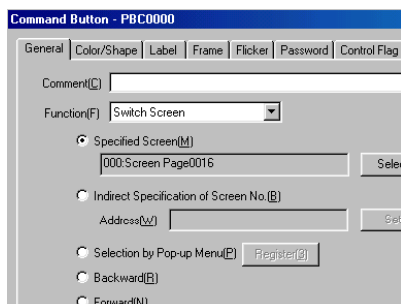 Command Button - PBC0000
General Color/Shape Label Frame Flicker Password Control Flag
Comment(C)
Function(F) Switch Screen
Specified Screen(M)
000:Screen Page0016
Indirect Specification of Screen No.(B)
Address(W)
Selection by Pop-up Menu(P) Register(3)
Backward(R)
Forward(N)